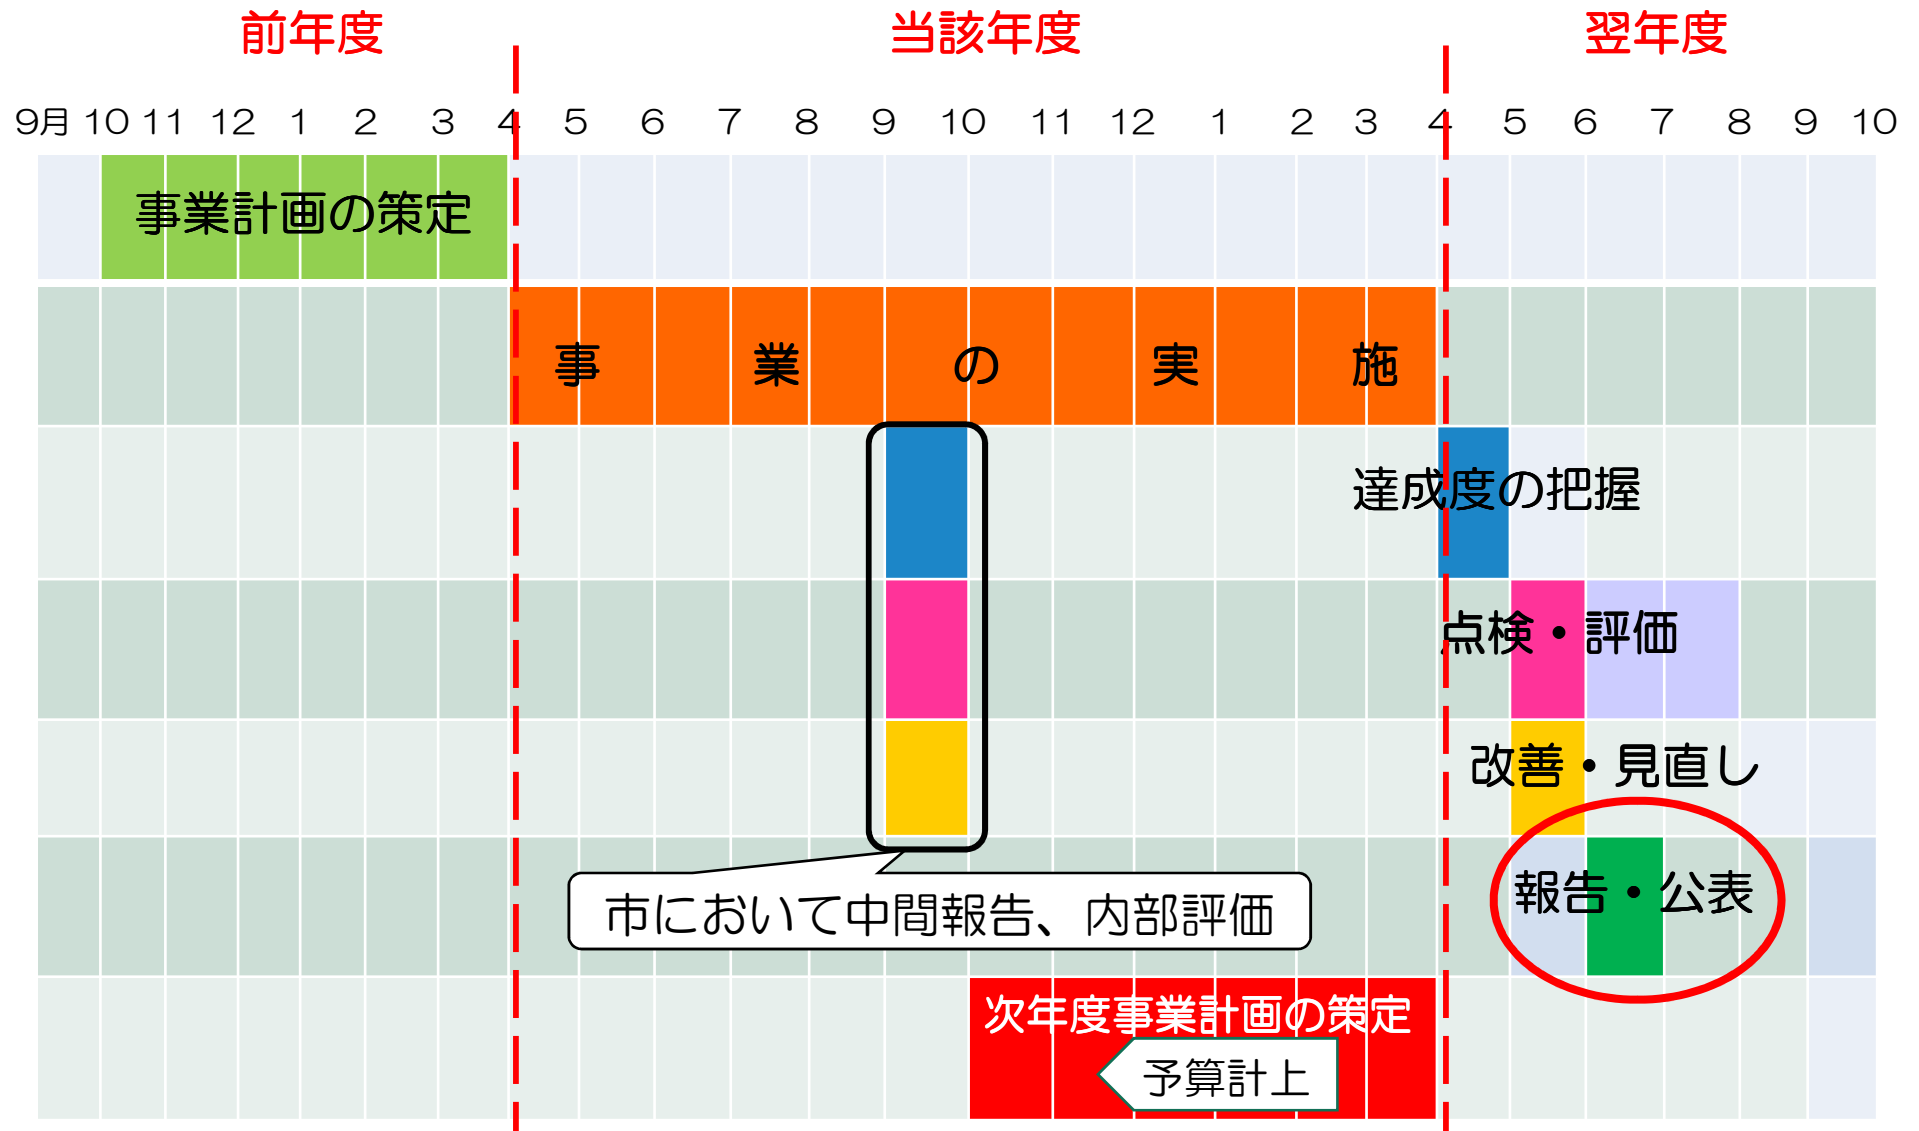 前年度 当該年度 翌年度
9月 10 11 12 1 2 3 4 5 6 7 8 9 10 11 12 1 2 3 4 5 6 7 8 9 10
事業計画の策定
事業の実施
達成度の把握
点検・評価
改善・見直し
報告・公表
市において中間報告、内部評価
次年度事業計画の策定
予算計上